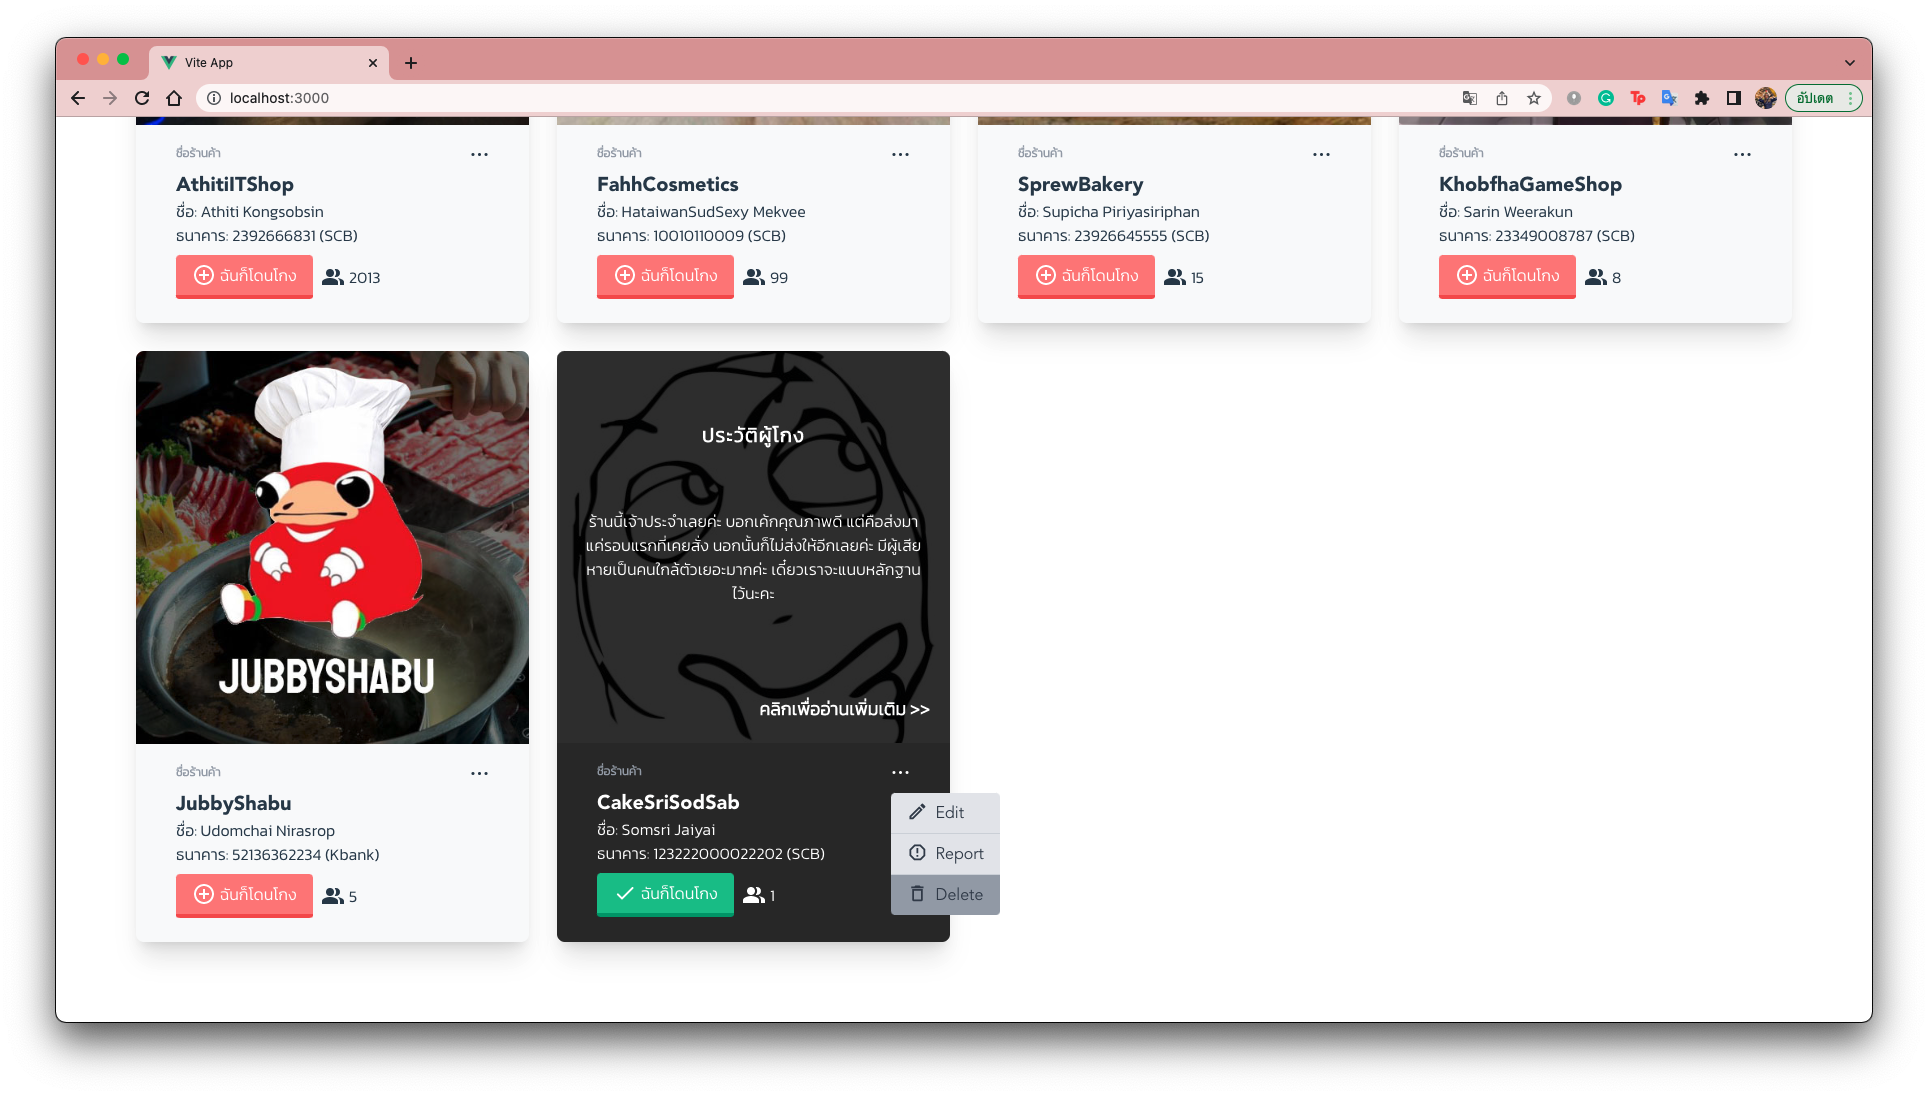 Vite App
localhost:3000
อัปเดต
ชื่อร้านค้า
AthitiITShop
ชื่อ: Athiti Kongsobsin
ธนาคาร: 2392666831 (SCB)
ฉันก็โดนโกง
2013
ชื่อร้านค้า
FahhCosmetics
ชื่อ: HataiwanSudSexy Mekvee
ธนาคาร: 10010110009 (SCB)
ฉันก็โดนโกง
99
ชื่อร้านค้า
SprewBakery
ชื่อ: Supicha Piriyasiriphan
ธนาคาร: 23926645555 (SCB)
ฉันก็โดนโกง
15
ชื่อร้านค้า
KhobfhaGameShop
ชื่อ: Sarin Weerakun
ธนาคาร: 23349008787 (SCB)
ฉันก็โดนโกง
8
JUBBYSHABU
ชื่อร้านค้า
JubbyShabu
ชื่อ: Udomchai Nirasrop
ธนาคาร: 52136362234 (Kbank)
ฉันก็โดนโกง
5
ประวัติผู้โกง
ร้านนี้เจ้าประจำเลยค่ะ บอกเค้กคุณภาพดี แต่คือส่งมา
แค่รอบแรกที่เคยสั่ง นอกนั้นก็ไม่ส่งให้อีกเลยค่ะ มีผู้เสีย
หายเป็นคนใกล้ตัวเยอะมากค่ะ เดี๋ยวเราจะแนบหลักฐาน
ไว้นะคะ
คลิกเพื่ออ่านเพิ่มเติม >>
ชื่อร้านค้า
CakeSriSodSab
ชื่อ: Somsri Jaiyai
ธนาคาร: 123222000022202 (SCB)
ฉันก็โดนโกง
1
Edit
Report
Delete